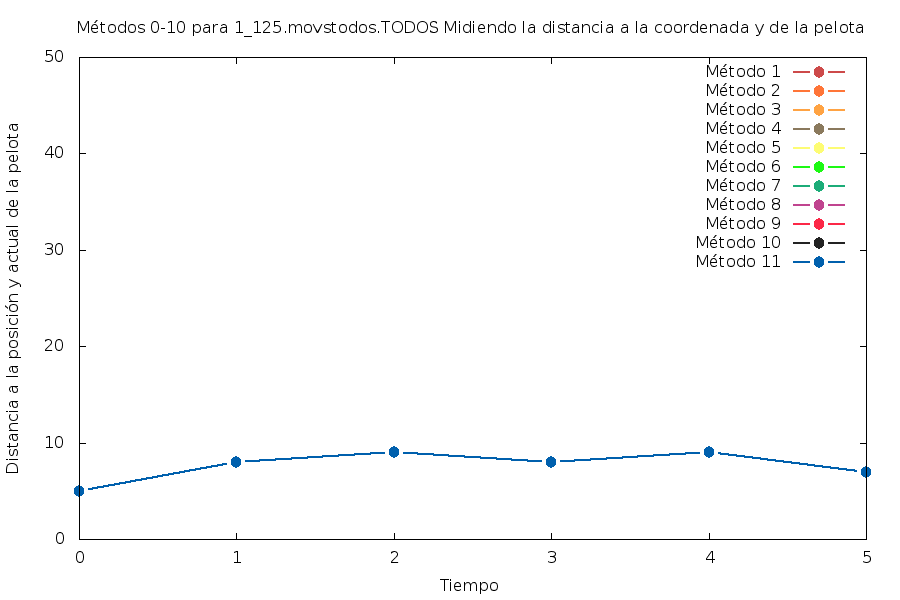 Métodos 0-10 para 1_125.movstodos.TODOS Midiendo la distancia a la coordenada y de la pelota
Distancia a la posición y actual de la pelota
50
40
30
20
10
0
Método 1
Método 2
Método 3
Método 4
Método 5
Método 6
Método 7
Método 8
Método 9
Método 10
Método 11
0 1 2 3 4 5
Tiempo